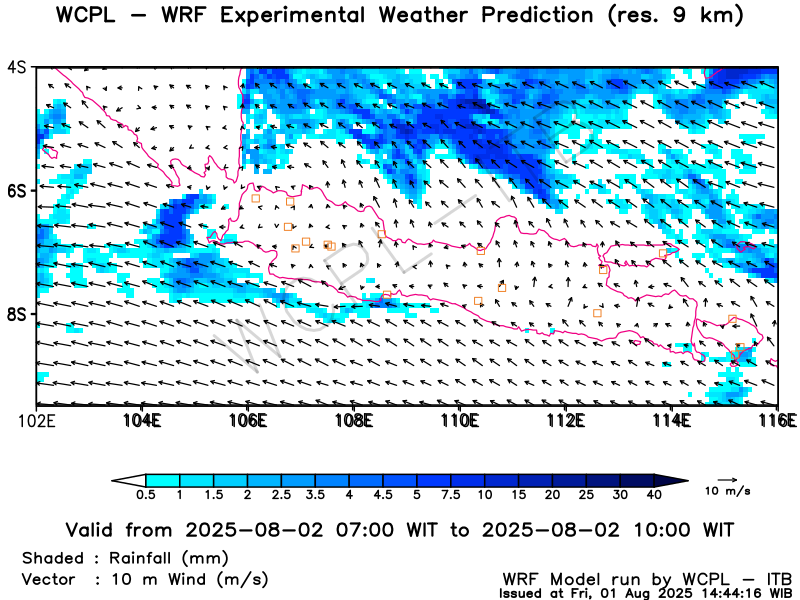 WCPL – WRF Experimental Weather Prediction (res. 9 km)
4S
6S
8S
102E 104E 106E 108E 110E 112E 114E 116E
WCPL-ITB
0.5 1 1.5 2 2.5 3.5 4 4.5 5 7.5 10 15 20 25 30 40
10 m/s
Valid from 2025–08–02 07:00 WIT to 2025–08–02 10:00 WIT
Shaded : Rainfall (mm)
Vector : 10 m Wind (m/s)
WRF Model run by WCPL – ITB
Issued at Fri, 01 Aug 2025 14:44:16 WIB